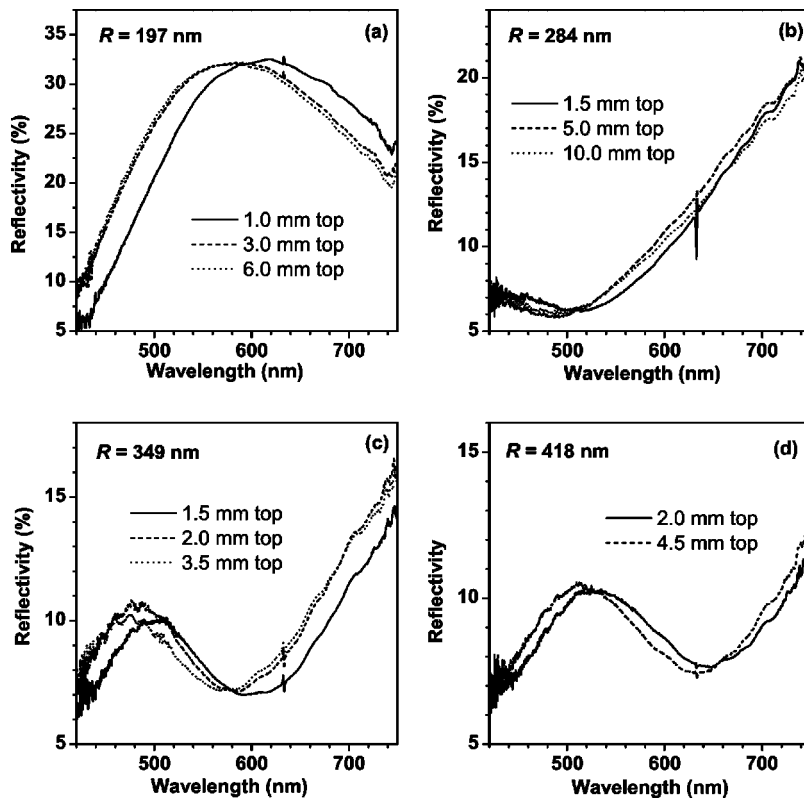 R = 197 nm
(a)
Reflectivity (%)
35
30
25
20
15
10
5
1.0 mm top
3.0 mm top
6.0 mm top
500
600
700
Wavelength (nm)
R = 284 nm
(b)
Reflectivity (%)
20
15
10
5
1.5 mm top
5.0 mm top
10.0 mm top
500
600
700
Wavelength (nm)
R = 349 nm
(c)
Reflectivity (%)
15
10
5
1.5 mm top
2.0 mm top
3.5 mm top
500
600
700
Wavelength (nm)
R = 418 nm
(d)
Reflectivity
15
10
5
2.0 mm top
4.5 mm top
500
600
700
Wavelength (nm)